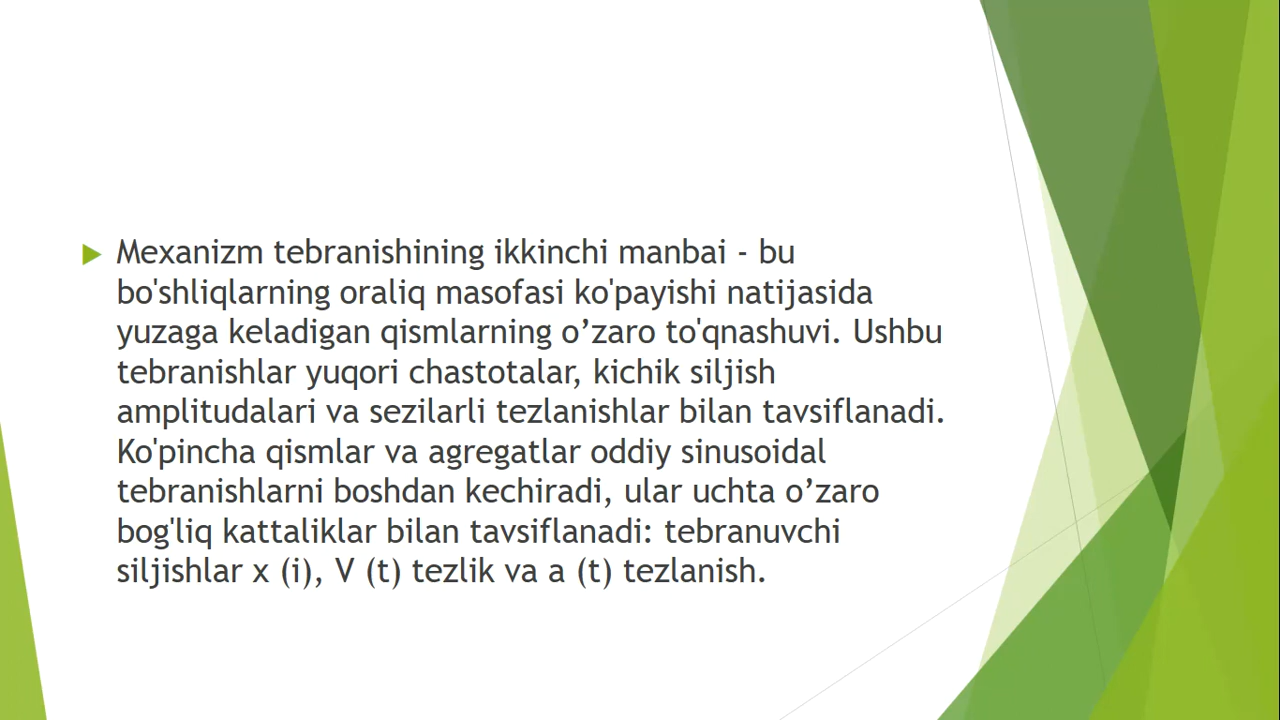 Mexanizm tebranishining ikkinchi manbai - bu
bo'shliqlarning oraliq masofasi ko'payishi natijasida
yuzaga keladigan qismlarning o’zaro to'qnashuvi. Ushbu
tebranishlar yuqori chastotalar, kichik siljish
amplitudalari va sezilarli tezlanishlar bilan tavsiflanadi.
Ko'pincha qismlar va agregatlar oddiy sinusoidal
tebranishlarni boshdan kechiradi, ular uchta o’zaro
bog'liq kattaliklar bilan tavsiflanadi: tebranuvchi
siljishlar x (i), V (t) tezlik va a (t) tezlanish.